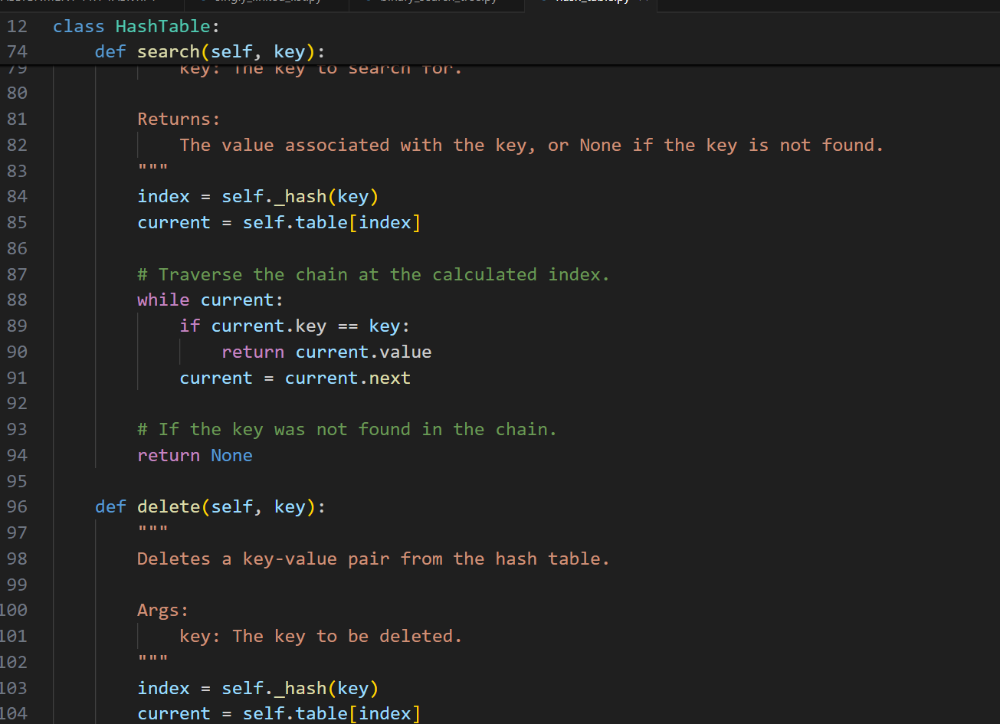 12 class HashTable:
74 def search(self, key):
79 key: The key to search for.
80
81 Returns:
82 The value associated with the key, or None if the key is not found.
83 """
84 index = self._hash(key)
85 current = self.table[index]
86
87 # Traverse the chain at the calculated index.
88 while current:
89 if current.key == key:
90 return current.value
91 current = current.next
92
93 # If the key was not found in the chain.
94 return None
95
96 def delete(self, key):
97 """
98 Deletes a key-value pair from the hash table.
99
100 Args:
101 key: The key to be deleted.
102 """
103 index = self._hash(key)
104 current = self.table[index]